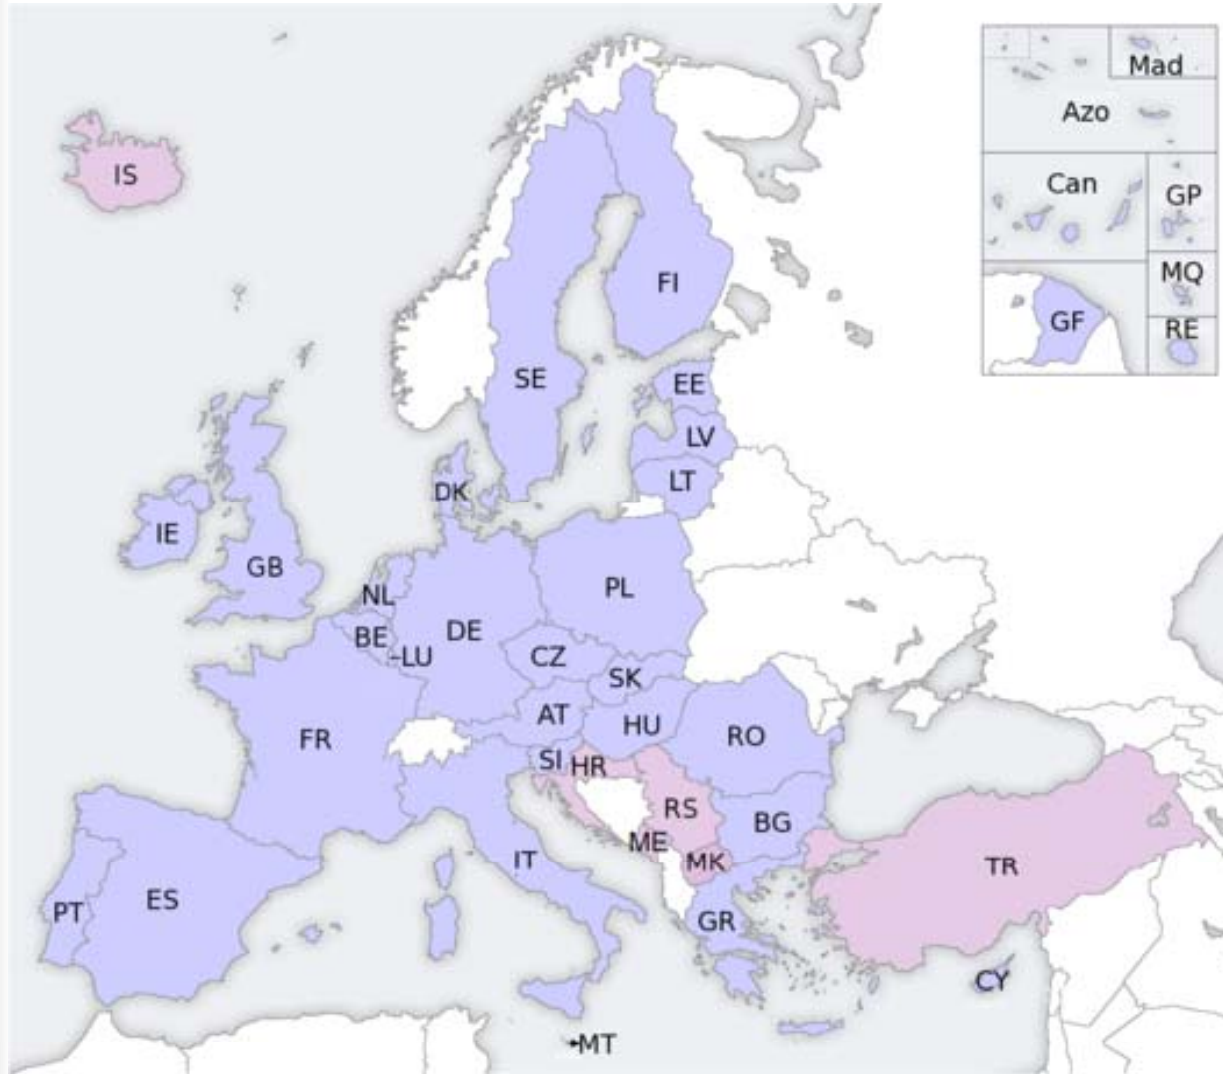 Mad
Azo
IS
Can
GP
MQ
FI
GF
RE
SE
EE
LV
LT
DK
IE
GB
PL
NL
DE
BE
LU
CZ
SK
AT
HU
FR
RO
SI
HR
RS
BG
ME
MK
IT
TR
ES
PT
GR
CY
MT